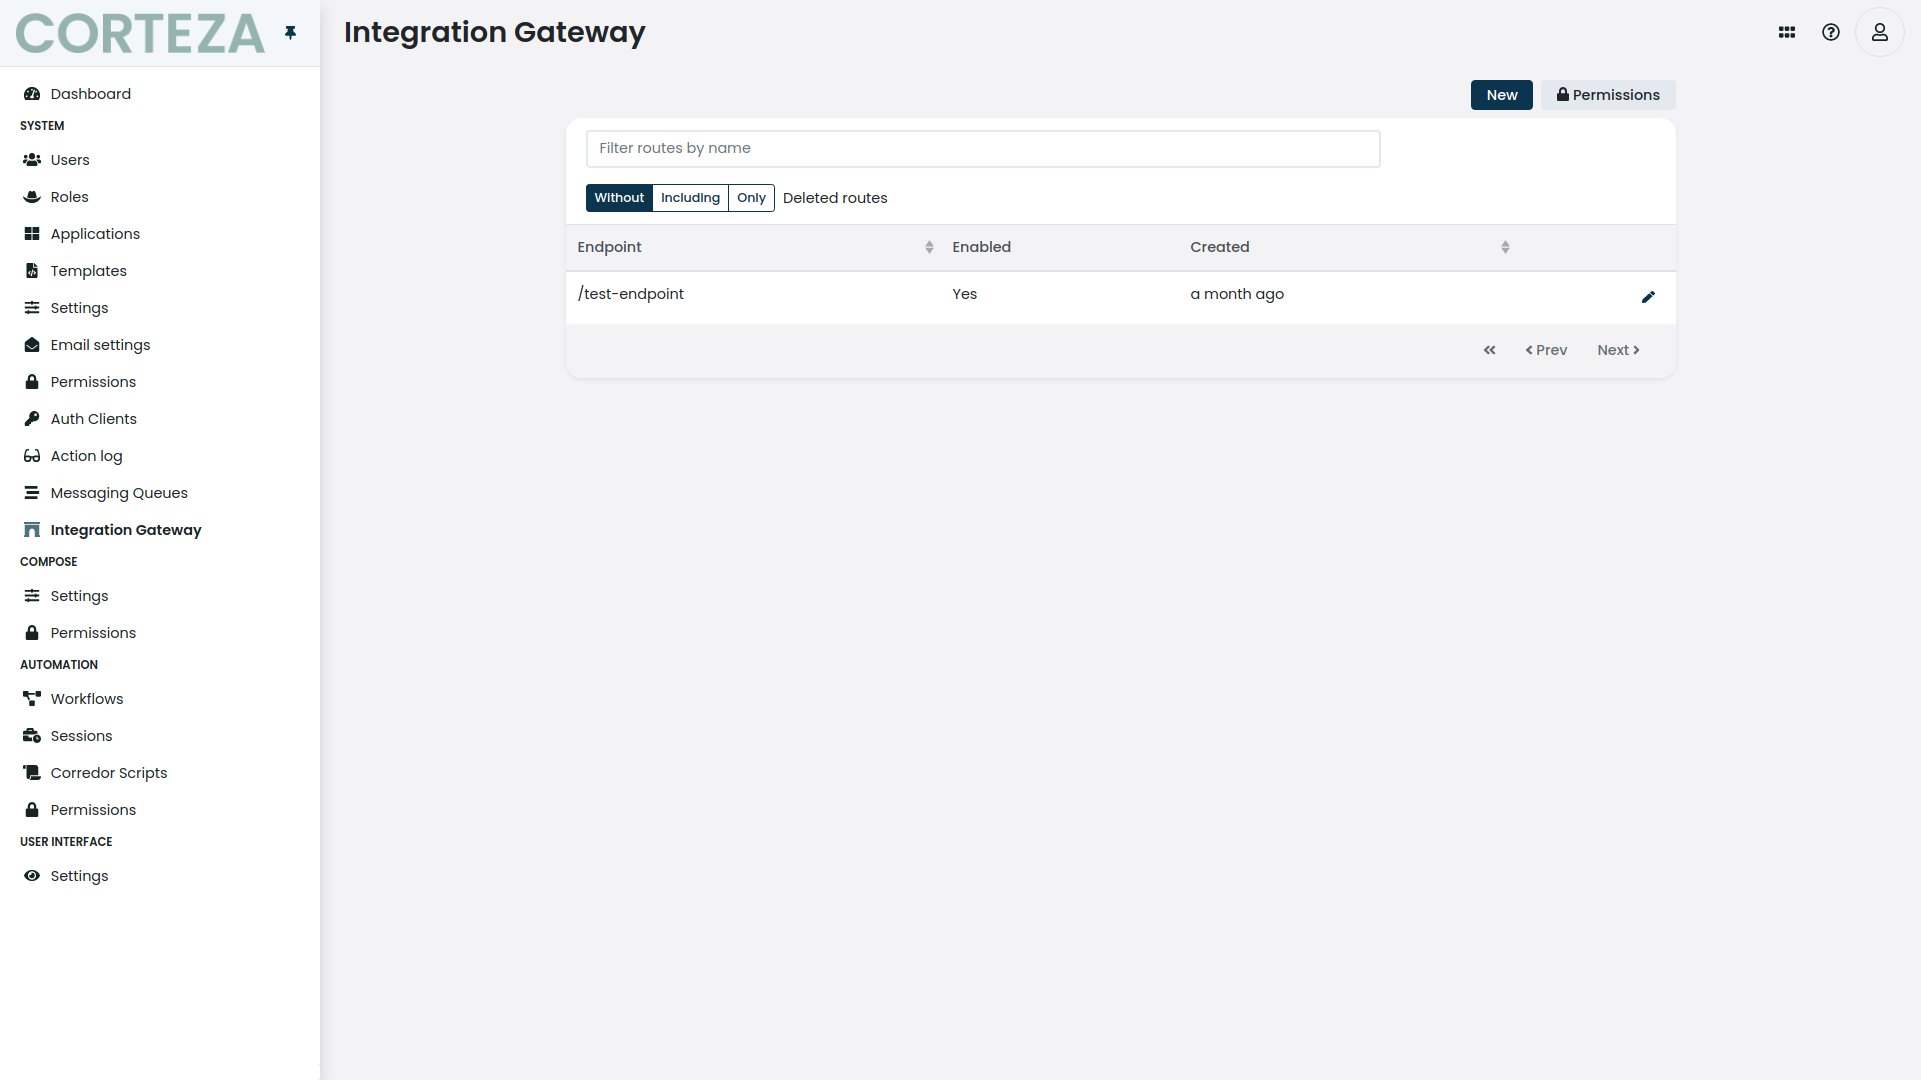 CORTEZA
Integration Gateway
Dashboard
SYSTEM
Users
Roles
Applications
Templates
Settings
Email settings
Permissions
Auth Clients
Action log
Messaging Queues
Integration Gateway
COMPOSE
Settings
Permissions
AUTOMATION
Workflows
Sessions
Corredor Scripts
Permissions
USER INTERFACE
Settings
New Permissions
Filter routes by name
Without Including Only Deleted routes
Endpoint Enabled Created
/test-endpoint Yes a month ago
Prev Next